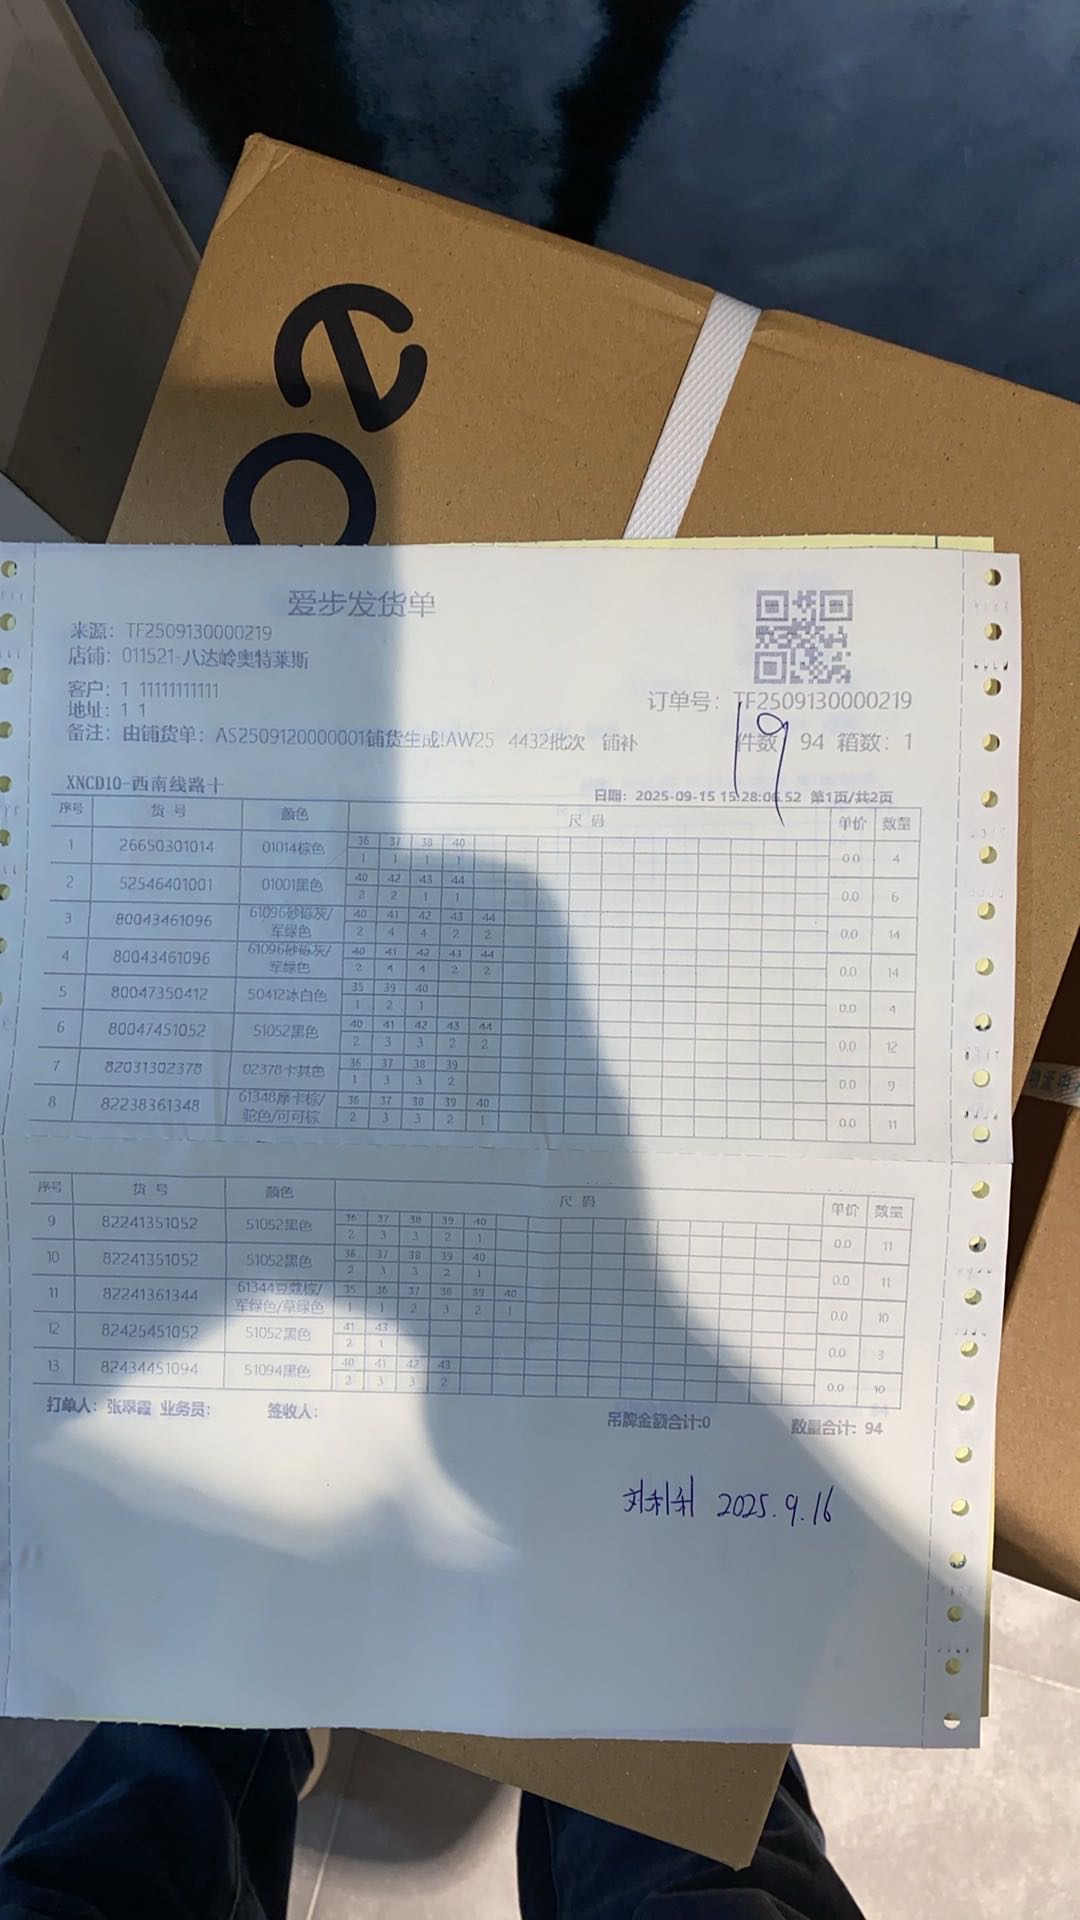 eC
爱步发货单
来源：TF2509130000219
店铺：011521-八达岭奥特莱斯
客户：1 11111111111
地址：1 1
订单号：TF2509130000219
备注：由铺货单：AS2509120000001铺货生成!AW25 4432批次 铺补
件数：94 箱数：1
19
XNCD10-西南线路十
日期：2025-09-15 15:28:06.52 第1页/共2页
序号 货 号 颜色 尺 码 单价 数量
36 37 38 40
1 26650301014 01014棕色 0.0 4
1 1 1 1
40 42 43 44
2 52546401001 01001黑色 0.0 6
2 2 1 1
40 41 42 43 44
3 80043461096 61096砂砾灰/军绿色 0.0 14
2 4 4 2 2
40 41 42 43 44
4 80043461096 61096砂砾灰/军绿色 0.0 14
2 4 4 2 2
35 39 40
5 80047350412 50412冰白色 0.0 4
1 2 1
40 41 42 43 44
6 80047451052 51052黑色 0.0 12
2 3 3 2 2
36 37 38 39
7 82031302378 02378卡其色 0.0 9
1 3 3 2
36 37 38 39 40
8 82238361348 61348摩卡棕/驼色/可可棕 0.0 11
2 3 3 2 1
序号 货 号 颜色 尺 码 单价 数量
36 37 38 39 40
9 82241351052 51052黑色 0.0 11
2 3 3 2 1
36 37 38 39 40
10 82241351052 51052黑色 0.0 11
2 3 3 2 1
35 36 37 38 39 40
11 82241361344 61344豆蔻棕/军绿色/草绿色 0.0 10
1 1 2 3 2 1
41 43
12 82425451052 51052黑色 0.0 3
2 1
40 41 42 43
13 82434451094 51094黑色 0.0 10
2 3 3 2
打单人：张翠霞 业务员： 签收人： 吊牌金额合计:0 数量合计：94
刘利利 2025.9.16